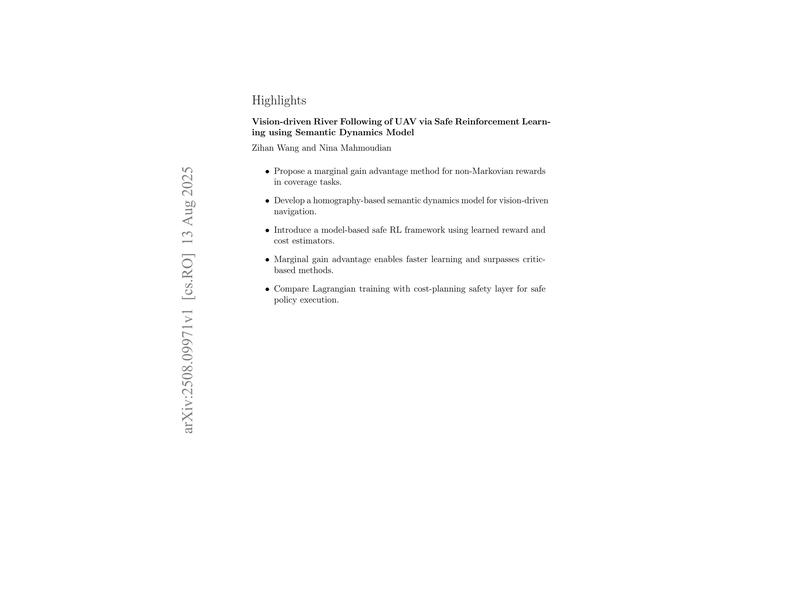 Highlights
Vision-driven River Following of UAV via Safe Reinforcement Learn-
ing using Semantic Dynamics Model
Zihan Wang and Nina Mahmoudian
• Propose a marginal gain advantage method for non-Markovian rewards
in coverage tasks.
• Develop a homography-based semantic dynamics model for vision-driven
navigation.
• Introduce a model-based safe RL framework using learned reward and
cost estimators.
• Marginal gain advantage enables faster learning and surpasses critic-
based methods.
• Compare Lagrangian training with cost-planning safety layer for safe
policy execution.
arXiv:2508.09971v1 [cs.RO] 13 Aug 2025